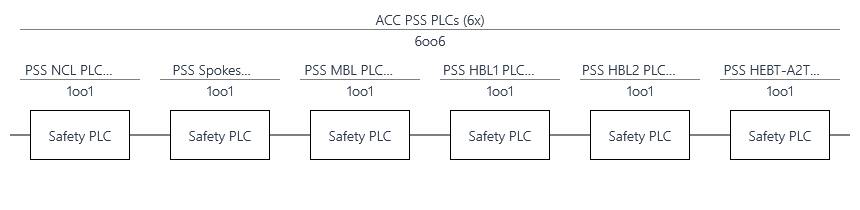 ACC PSS PLCs (6x)
6oo6
PSS NCL PLC... PSS Spokes... PSS MBL PLC... PSS HBL1 PLC... PSS HBL2 PLC... PSS HEBT-A2T...
1oo1 1oo1 1oo1 1oo1 1oo1 1oo1
Safety PLC Safety PLC Safety PLC Safety PLC Safety PLC Safety PLC